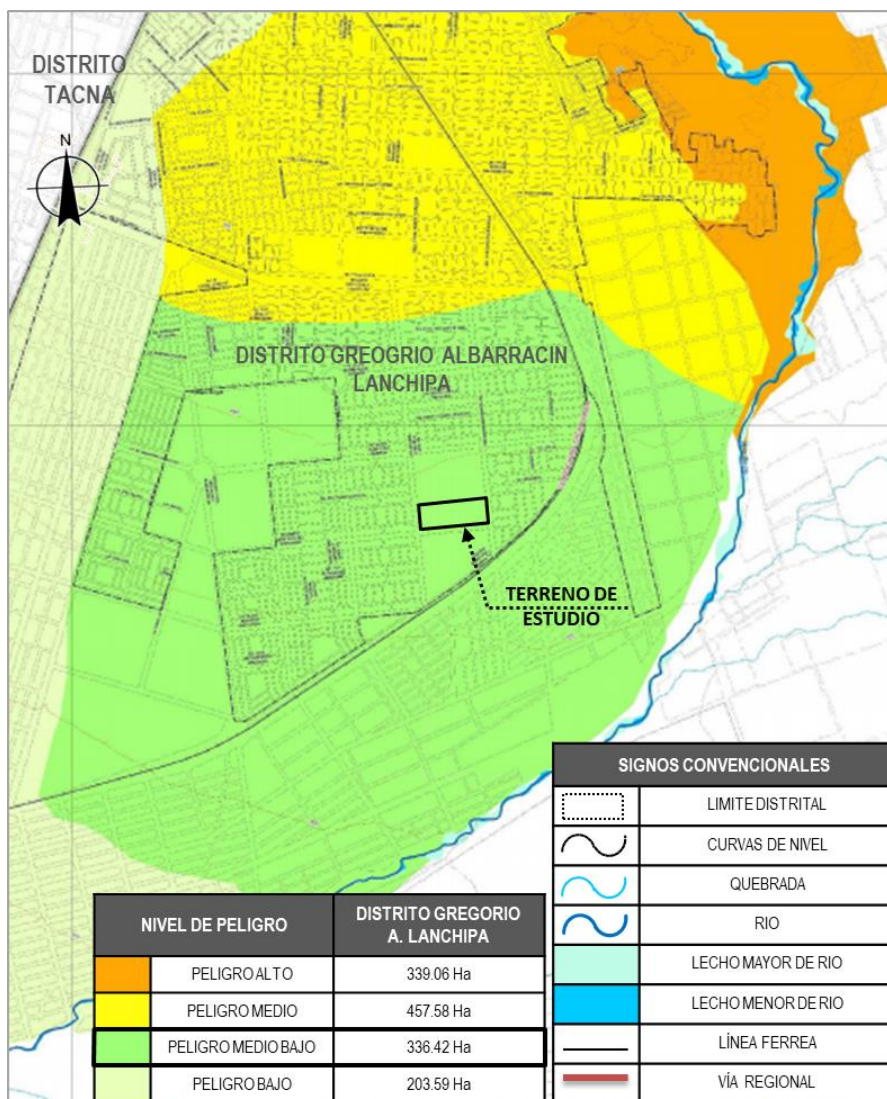 DISTRITO
TACNA
N
DISTRITO GREOGRIO ALBARRACIN
LANCHIPA
TERRENO DE
ESTUDIO
SIGNOS CONVENCIONALES
LIMITE DISTRITAL
CURVAS DE NIVEL
QUEBRADA
RIO
LECHO MAYOR DE RIO
LECHO MENOR DE RIO
LÍNEA FERREA
VÍA REGIONAL
NIVEL DE PELIGRO
DISTRITO GREGORIO
A. LANCHIPA
PELIGRO ALTO
339.06 Ha
PELIGRO MEDIO
457.58 Ha
PELIGRO MEDIO BAJO
336.42 Ha
PELIGRO BAJO
203.59 Ha